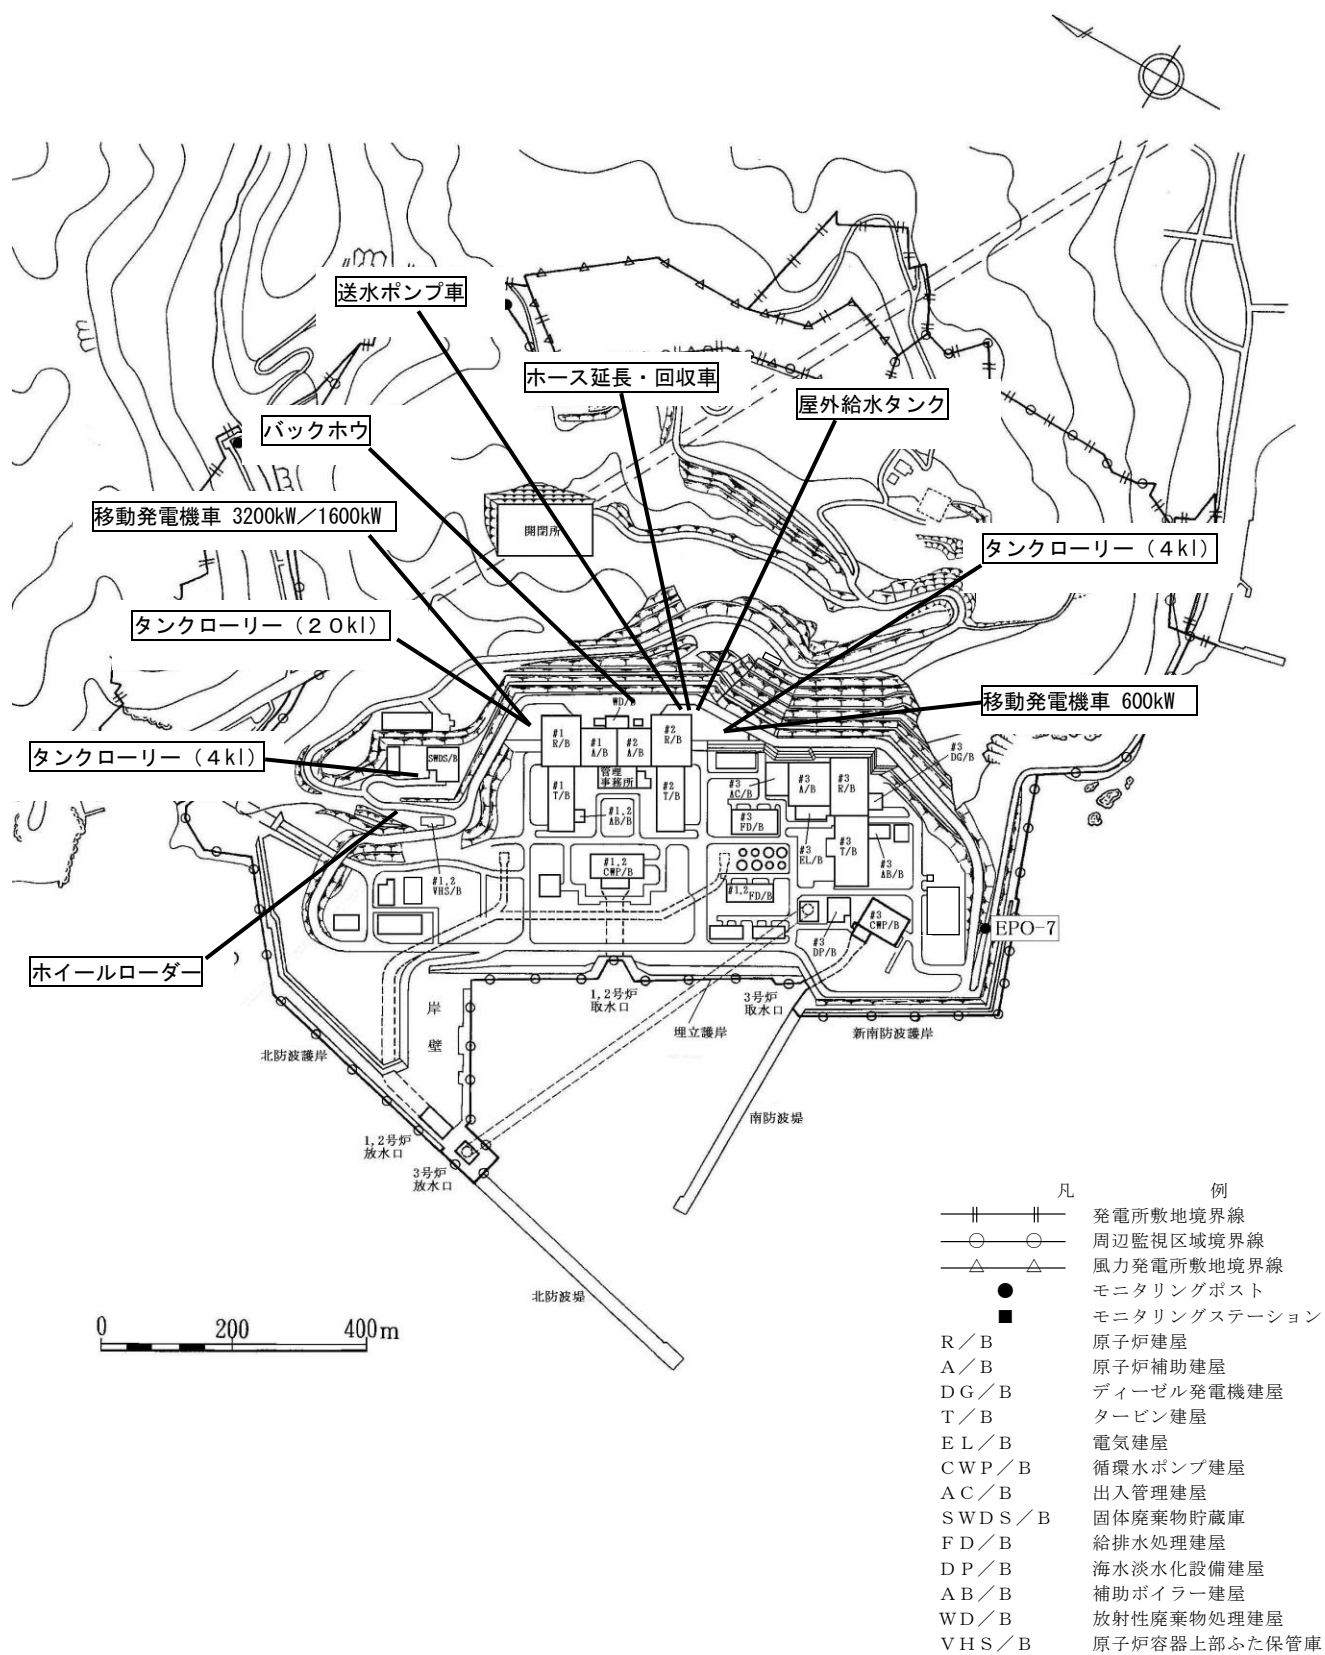 送水ポンプ車
ホース延長・回収車
屋外給水タンク
バックホウ
移動発電機車 3200kW／1600kW
開閉所
タンクローリー（4kl）
タンクローリー（２０kl）
移動発電機車 600kW
WD/B
#1
R/B
#1
A/B
#2
A/B
#2
R/B
タンクローリー（4kl）
SWDS/B
管理
事務所
#3
DG/B
#1
T/B
#2
T/B
#3
AC/B
#3
A/B
#3
R/B
#1,2
AB/B
#3
FD/B
#3
EL/B
#3
T/B
#3
AB/B
#1,2
CWP/B
#1,2
VHS/B
#1,2
FD/B
#3
CWP/B
#3
DP/B
EPO-7
ホイールローダー
1,2号炉
取水口
3号炉
取水口
岸
壁
埋立護岸
新南防波護岸
北防波護岸
南防波堤
1,2号炉
放水口
3号炉
放水口
北防波堤
0 200 400m
凡 例
発電所敷地境界線
周辺監視区域境界線
風力発電所敷地境界線
● モニタリングポスト
■ モニタリングステーション
Ｒ／Ｂ 原子炉建屋
Ａ／Ｂ 原子炉補助建屋
ＤＧ／Ｂ ディーゼル発電機建屋
Ｔ／Ｂ タービン建屋
ＥＬ／Ｂ 電気建屋
ＣＷＰ／Ｂ 循環水ポンプ建屋
ＡＣ／Ｂ 出入管理建屋
ＳＷＤＳ／Ｂ 固体廃棄物貯蔵庫
ＦＤ／Ｂ 給排水処理建屋
ＤＰ／Ｂ 海水淡水化設備建屋
ＡＢ／Ｂ 補助ボイラー建屋
ＷＤ／Ｂ 放射性廃棄物処理建屋
ＶＨＳ／Ｂ 原子炉容器上部ふた保管庫